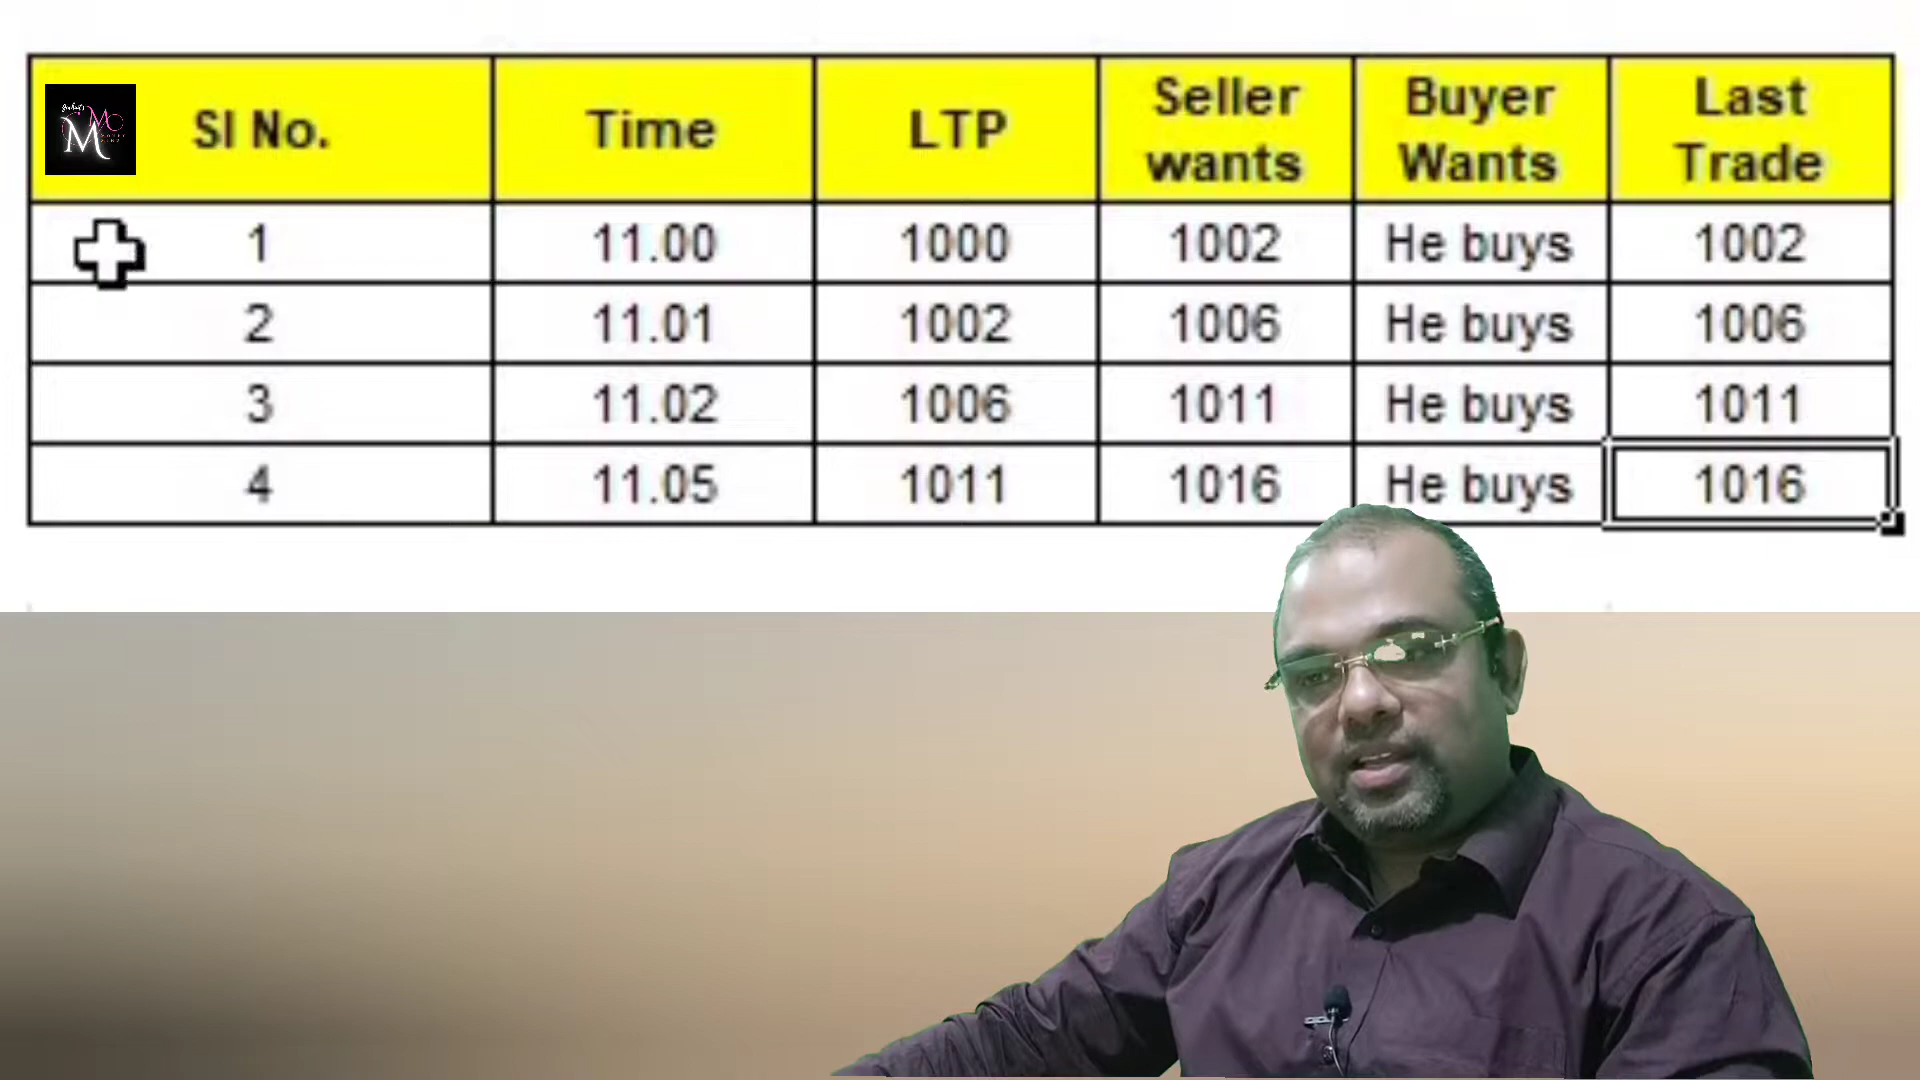 Sl No. Time LTP Seller wants Buyer Wants Last Trade
1 11.00 1000 1002 He buys 1002
2 11.01 1002 1006 He buys 1006
3 11.02 1006 1011 He buys 1011
4 11.05 1011 1016 He buys 1016